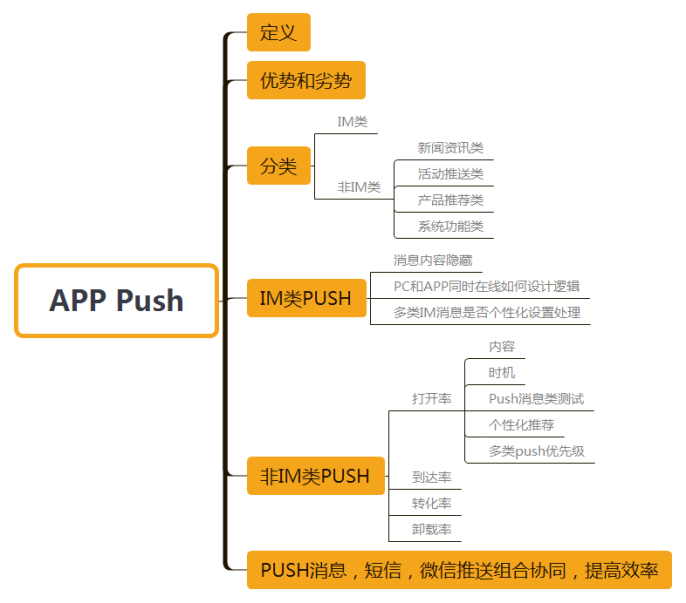 APP Push
定义
优势和劣势
分类
IM类
非IM类
新闻资讯类
活动推送类
产品推荐类
系统功能类
IM类PUSH
消息内容隐藏
PC和APP同时在线如何设计逻辑
多类IM消息是否个性化设置处理
非IM类PUSH
打开率
内容
时机
Push消息类测试
个性化推荐
多类push优先级
到达率
转化率
卸载率
PUSH消息，短信，微信推送组合协同，提高效率